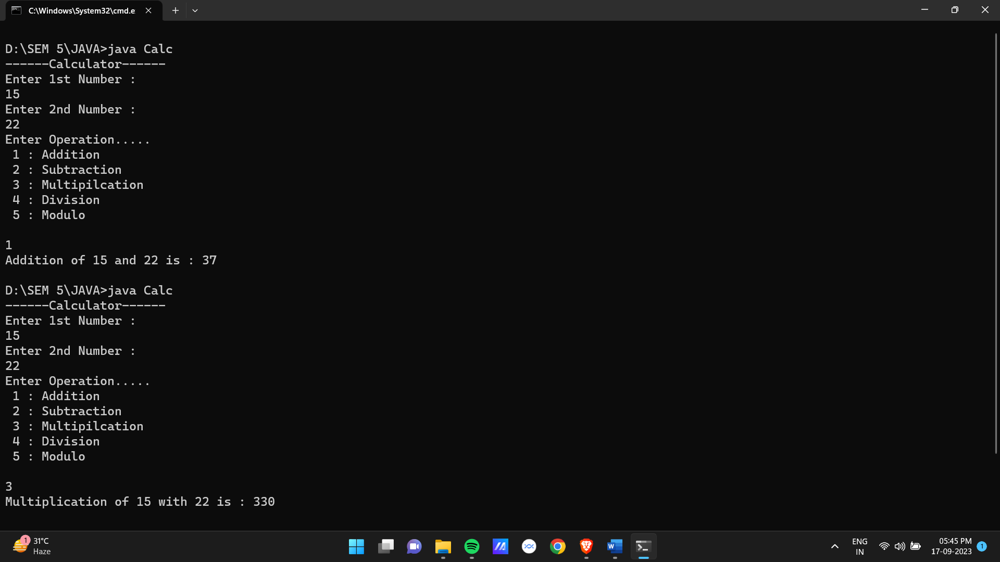 C:\Windows\System32\cmd.e
D:\SEM 5\JAVA>java Calc
------Calculator------
Enter 1st Number :
15
Enter 2nd Number :
22
Enter Operation.....
 1 : Addition
 2 : Subtraction
 3 : Multipilcation
 4 : Division
 5 : Modulo
1
Addition of 15 and 22 is : 37
D:\SEM 5\JAVA>java Calc
------Calculator------
Enter 1st Number :
15
Enter 2nd Number :
22
Enter Operation.....
 1 : Addition
 2 : Subtraction
 3 : Multipilcation
 4 : Division
 5 : Modulo
3
Multiplication of 15 with 22 is : 330
1
31°C
Haze
W
ENG
IN
05:45 PM
17-09-2023
1